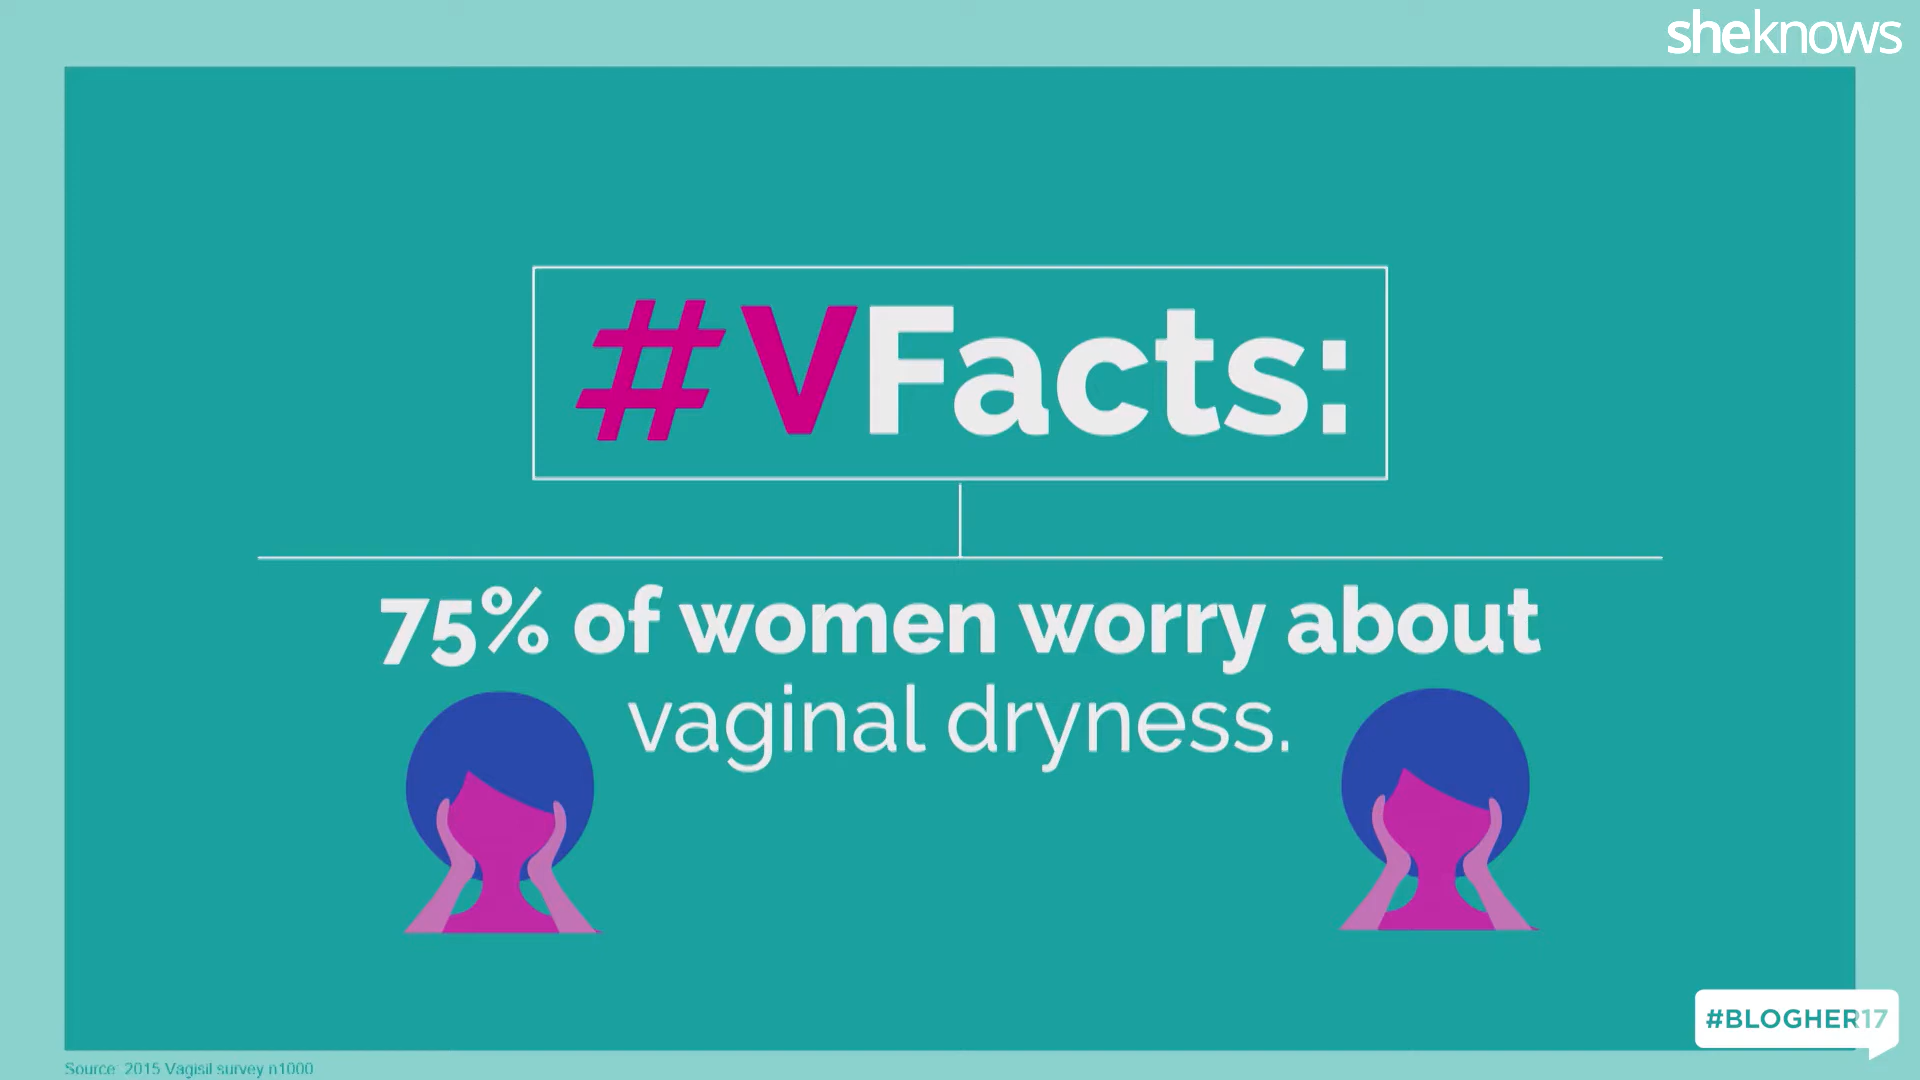 sheknows
#VFacts:
75% of women worry about
vaginal dryness.
#BLOGHER17
Source: 2015 Vagisil survey n1000